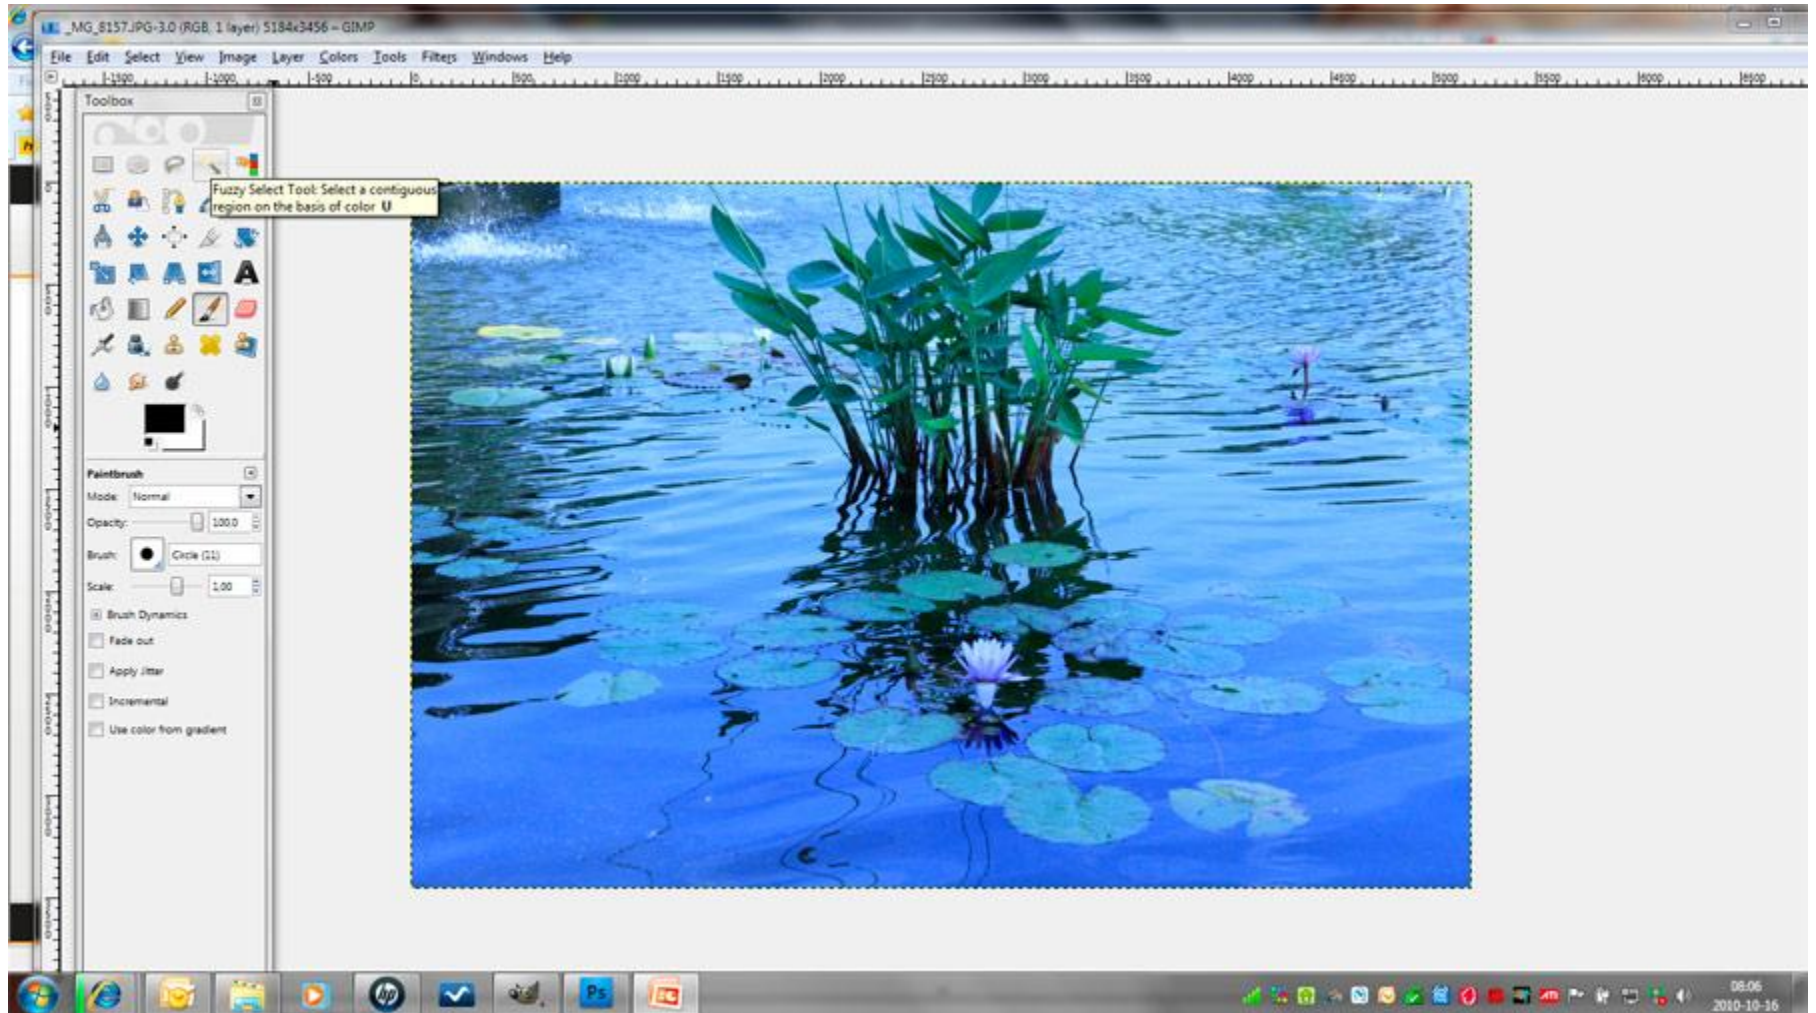 _MG_8157.JPG-3.0 (RGB, 1 layer) 5184x3456 – GIMP
File Edit Select View Image Layer Colors Tools Filters Windows Help
Toolbox
Fuzzy Select Tool: Select a contiguous
region on the basis of color U
Paintbrush
Mode: Normal
Opacity: 100.0
Brush: Circle (11)
Scale: 1.00
Brush Dynamics
Fade out
Apply Jitter
Incremental
Use color from gradient
hp
Ps
08:06
2010-10-16